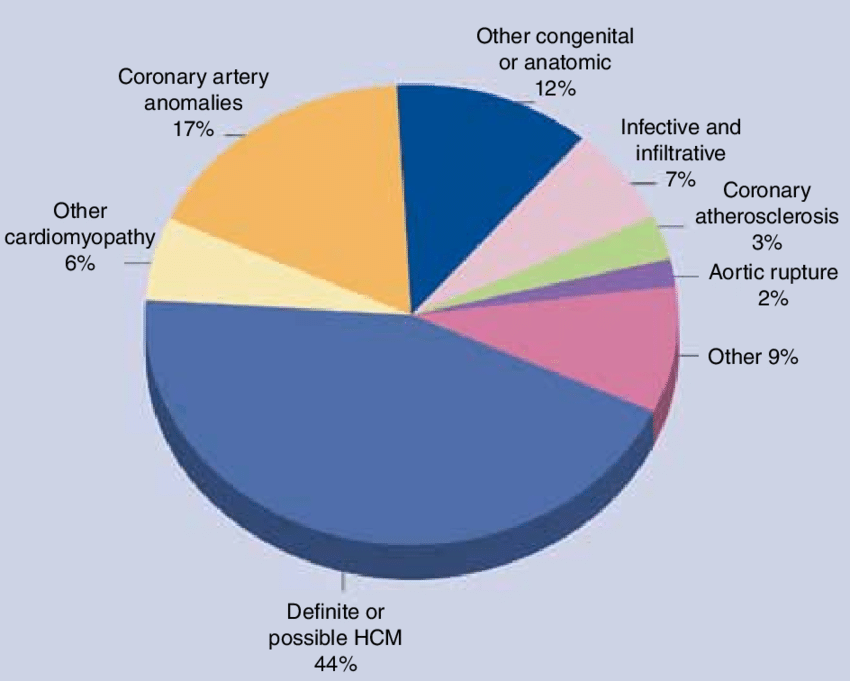 Other congenital
or anatomic
12%
Coronary artery
anomalies
17%
Infective and
infiltrative
7%
Coronary
atherosclerosis
3%
Other
cardiomyopathy
6%
Aortic rupture
2%
Other 9%
Definite or
possible HCM
44%